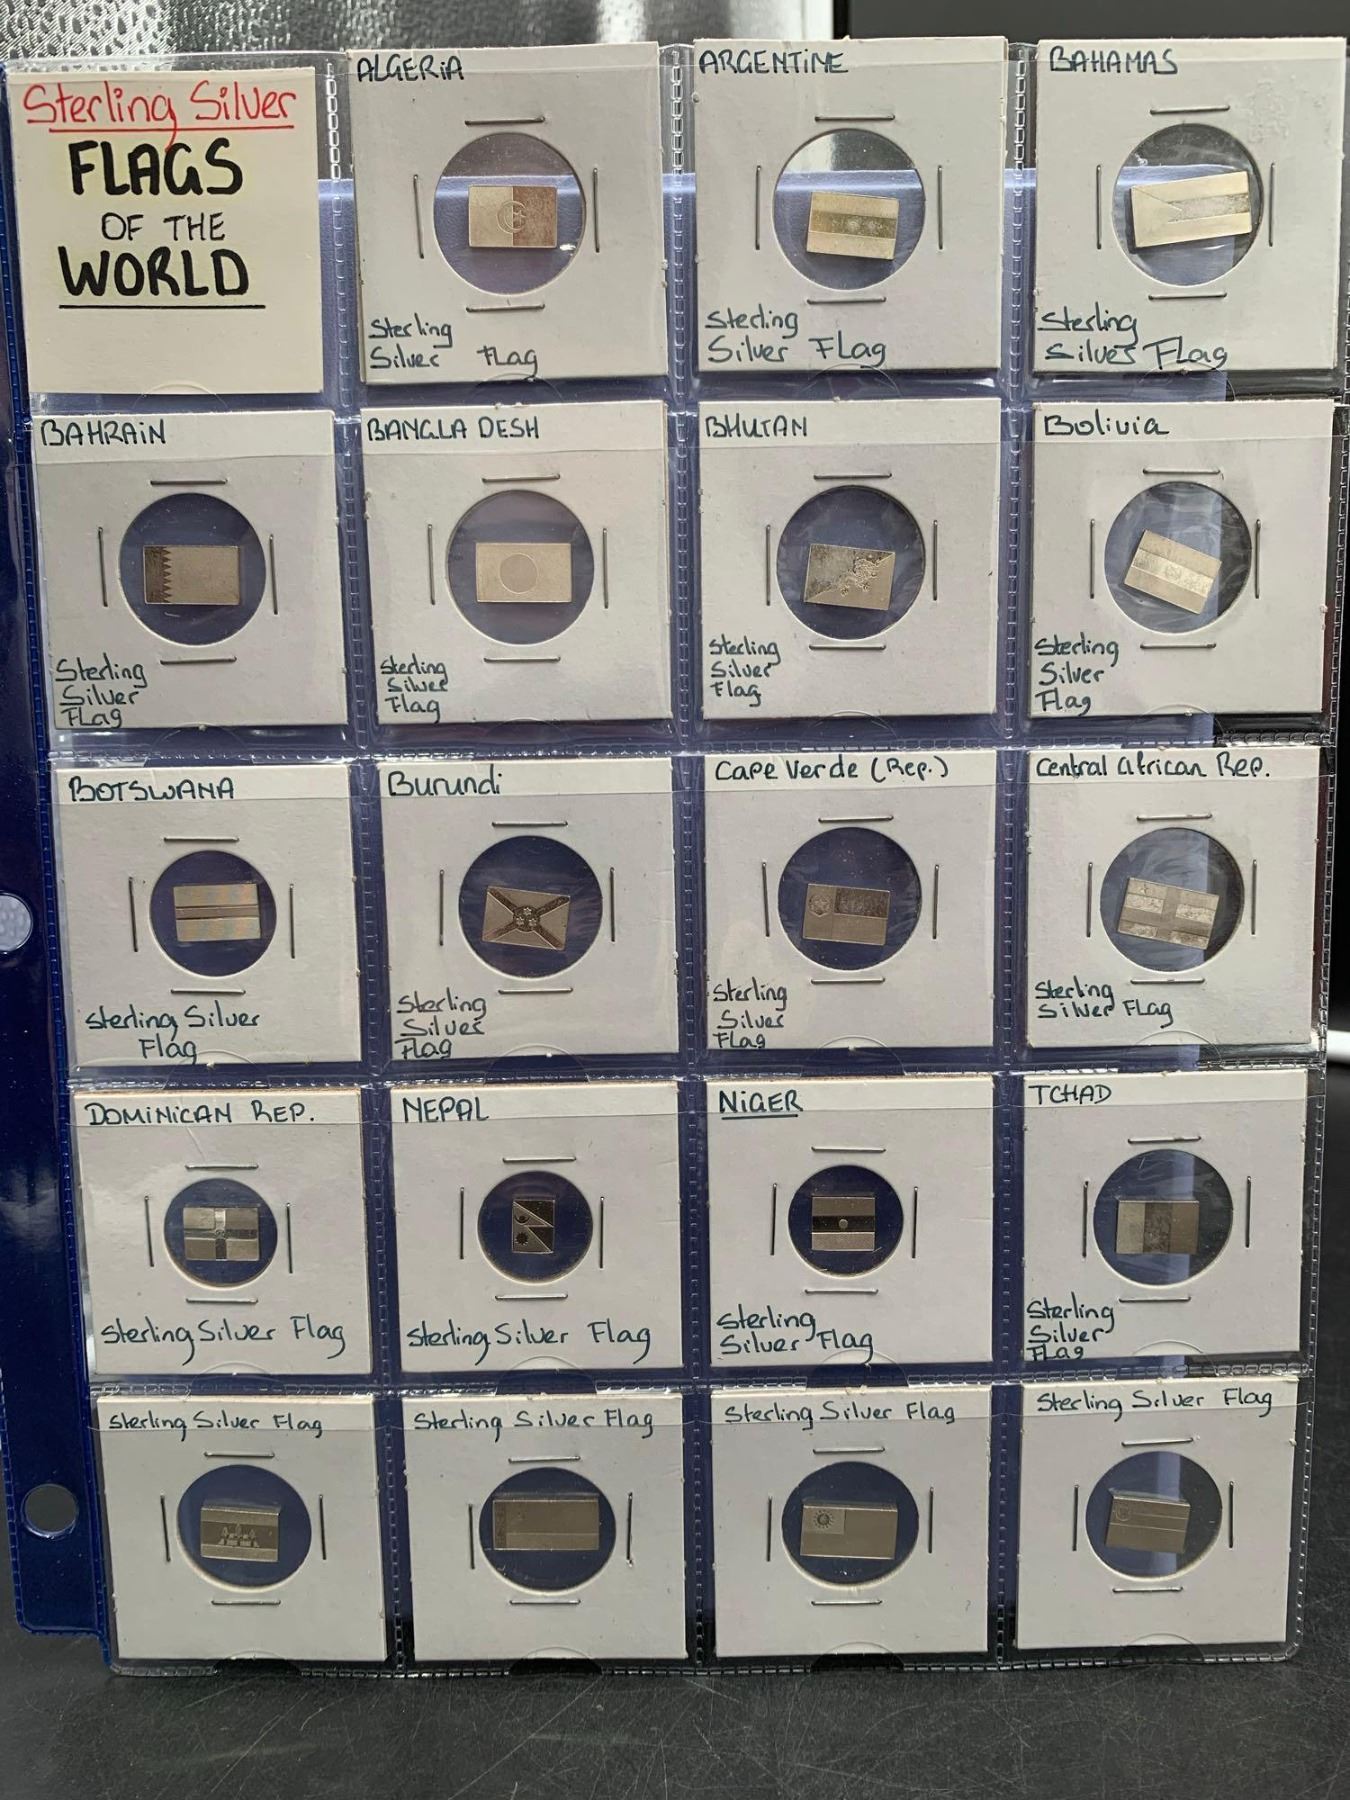 Sterling Silver
FLAGS
OF THE
WORLD
ALGERiA
Sterling
Silver Flag
ARGENTiNE
Sterling
Silver Flag
BAHAMAS
Sterling
Silver Flag
BAHRAiN
Sterling
Silver
Flag
BANGLA DESH
Sterling
Silver
Flag
BHUTAN
Sterling
Silver
Flag
Bolivia
Sterling
Silver
Flag
BOTSWANA
Sterling Silver
Flag
Burundi
Sterling
Silver
Flag
Cape Verde (Rep.)
Sterling
Silver
Flag
Central African Rep.
Sterling
Silver Flag
DOMiNiCAN REP.
Sterling Silver Flag
NEPAL
Sterling Silver Flag
NiGER
Sterling
Silver Flag
TCHAD
Sterling
Silver
Flag
Sterling Silver Flag
Sterling Silver Flag
Sterling Silver Flag
Sterling Silver Flag